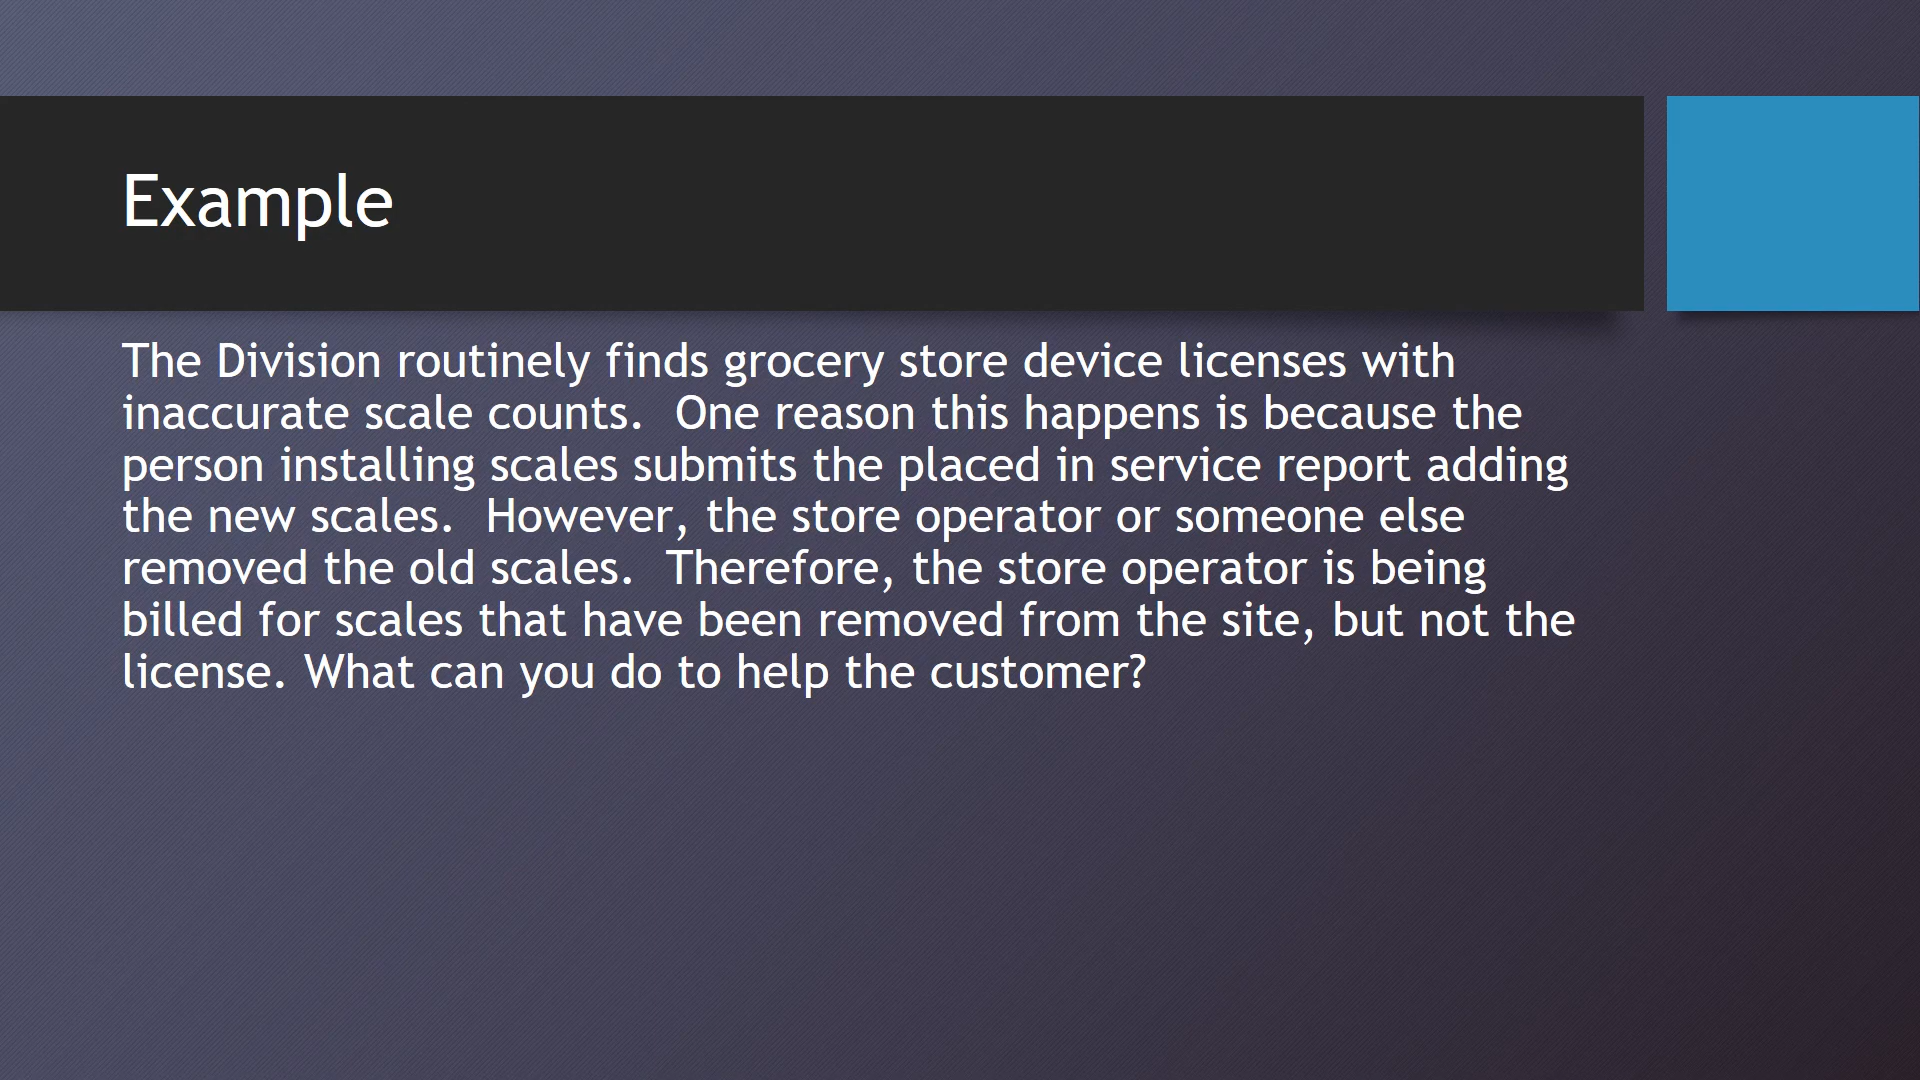 Example
The Division routinely finds grocery store device licenses with
inaccurate scale counts.  One reason this happens is because the
person installing scales submits the placed in service report adding
the new scales.  However, the store operator or someone else
removed the old scales.  Therefore, the store operator is being
billed for scales that have been removed from the site, but not the
license. What can you do to help the customer?